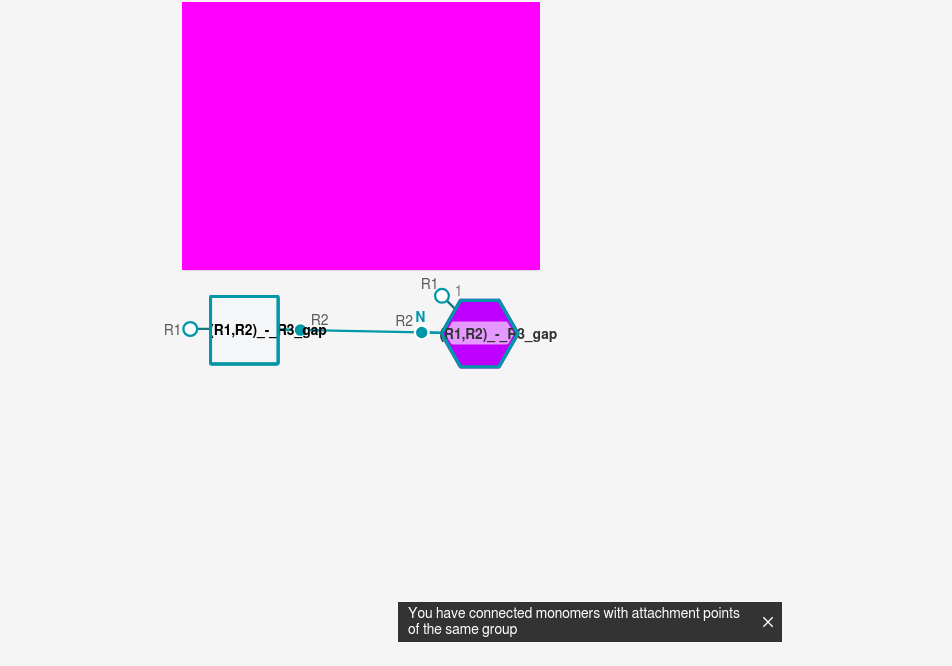 R1
1
R1
(R1,R2)_-_R3_gap
R2
R2
N
(R1,R2)_-_R3_gap
You have connected monomers with attachment points
of the same group